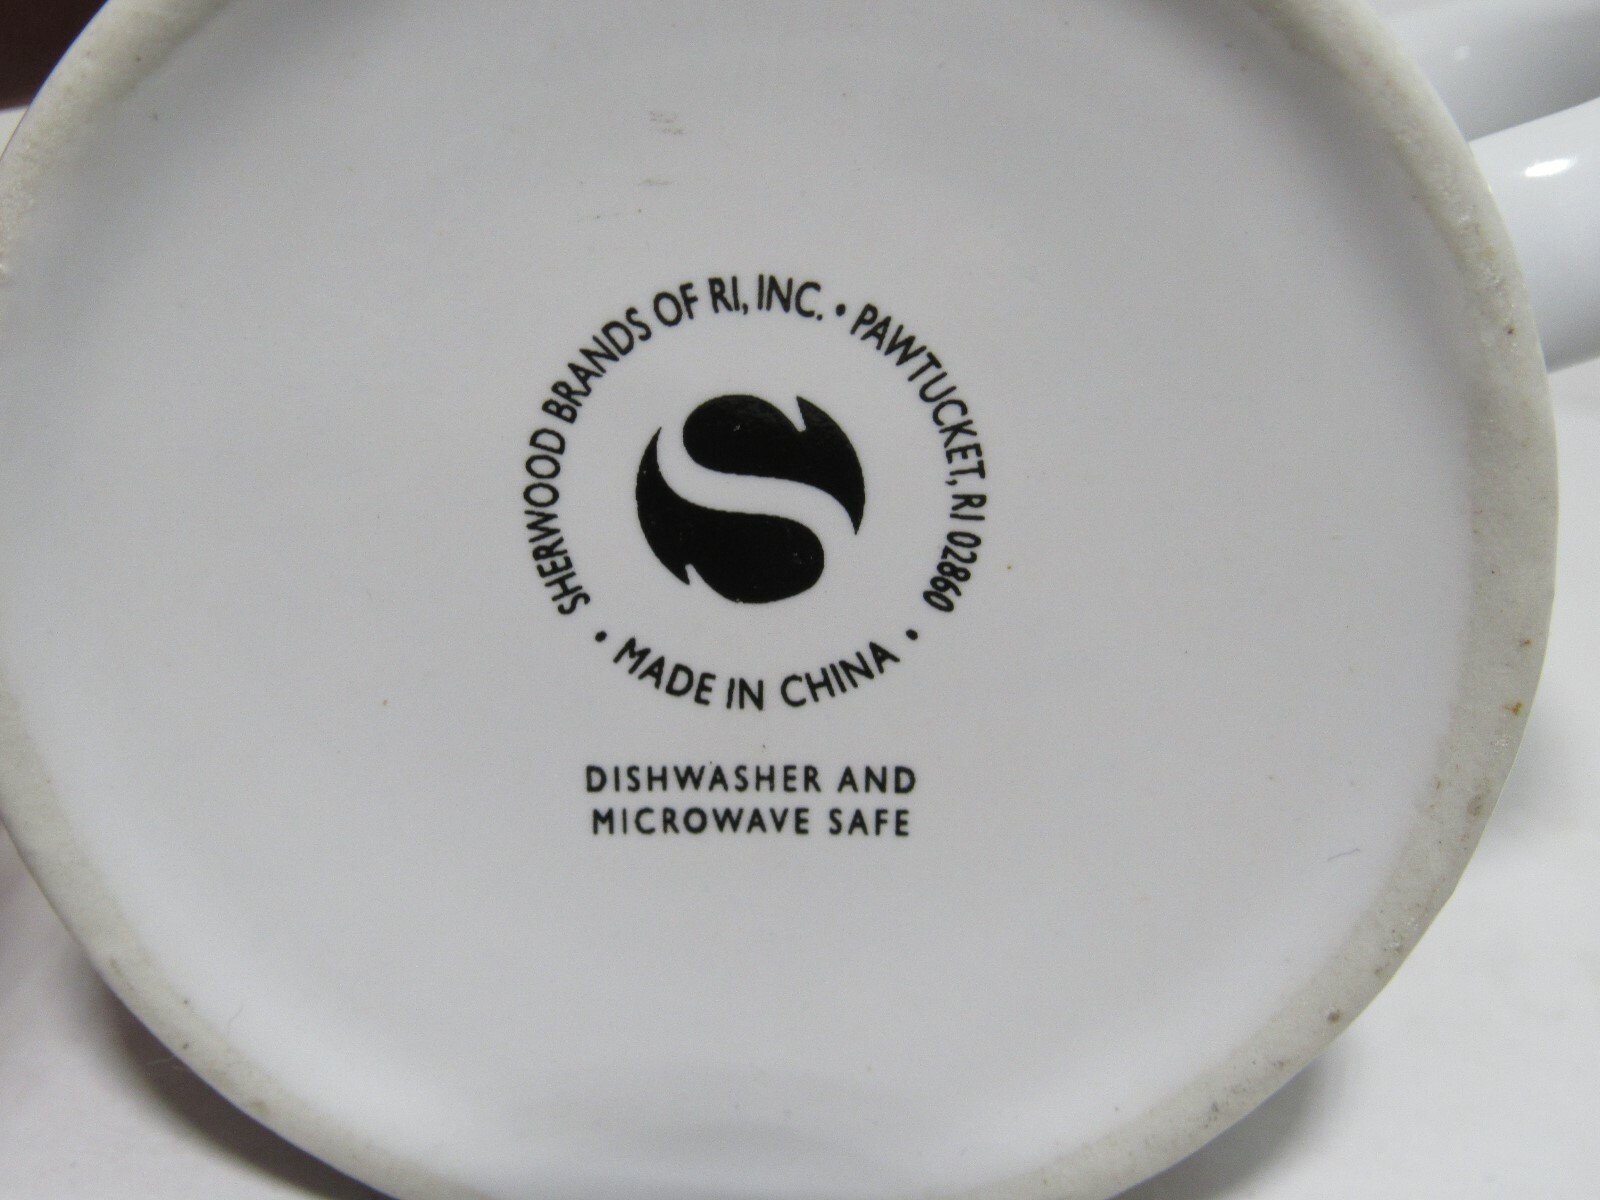 SHERWOOD BRANDS OF RI, INC. • PAWTUCKET, RI 02860
• MADE IN CHINA •
DISHWASHER AND
MICROWAVE SAFE